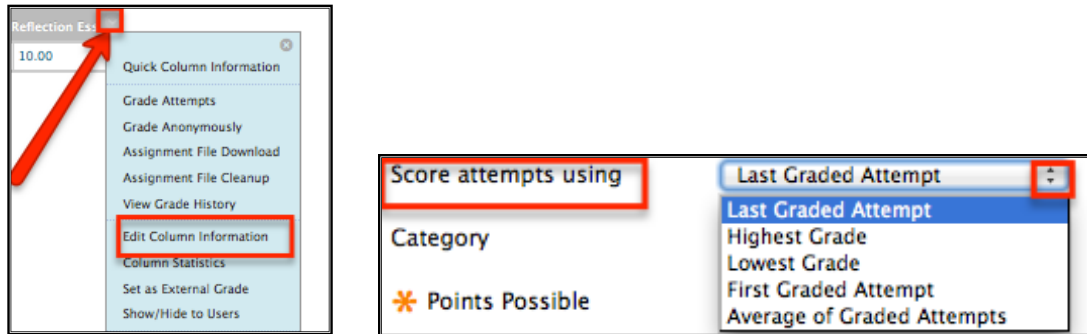 Reflection Es
10.00
Quick Column Information
Grade Attempts
Grade Anonymously
Assignment File Download
Assignment File Cleanup
View Grade History
Edit Column Information
Column Statistics
Set as External Grade
Show/Hide to Users
Score attempts using
Last Graded Attempt
Last Graded Attempt
Highest Grade
Category
Lowest Grade
First Graded Attempt
Points Possible
Average of Graded Attempts